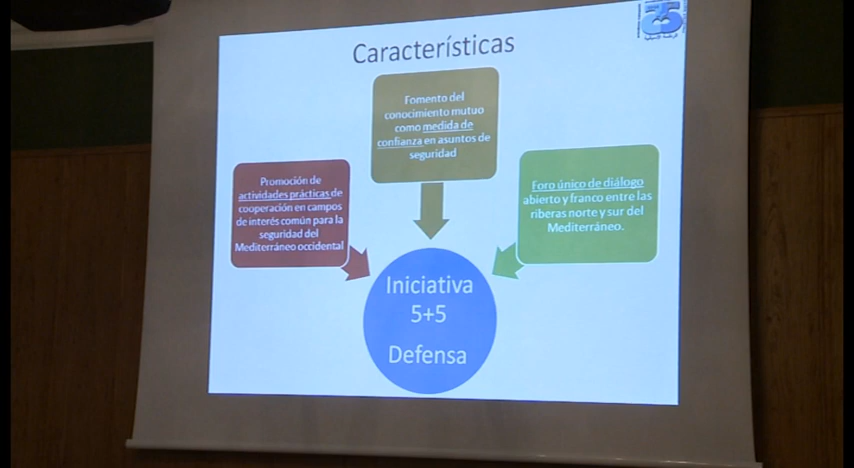 Características
Fomento del
conocimiento mutuo
como medida de
confianza en asuntos de
seguridad
Promoción de
actividades prácticas de
cooperación en campos
de interés común para la
seguridad del
Mediterráneo occidental
Foro único de diálogo
abierto y franco entre las
riberas norte y sur del
Mediterráneo.
Iniciativa
5+5
Defensa